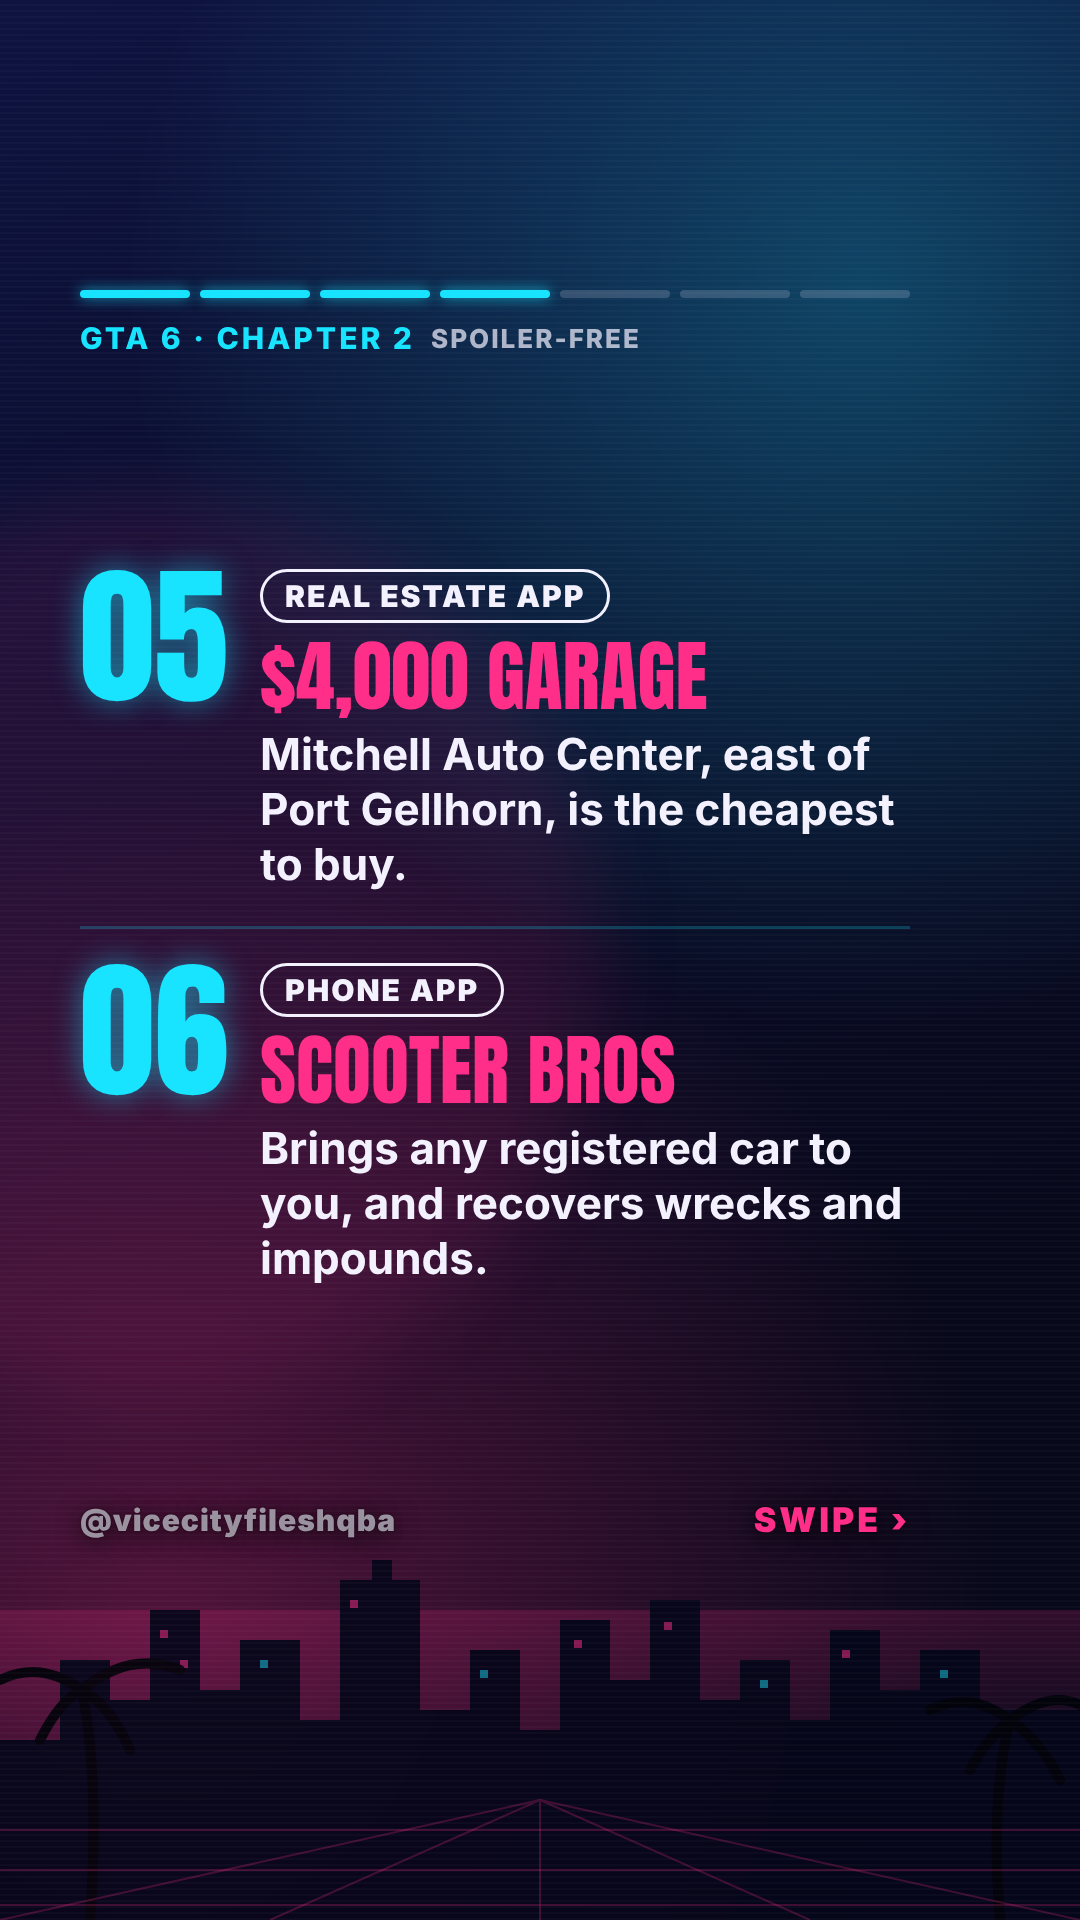 GTA 6 · CHAPTER 2 SPOILER-FREE
05
REAL ESTATE APP
$4,000 GARAGE
Mitchell Auto Center, east of
Port Gellhorn, is the cheapest
to buy.
06
PHONE APP
SCOOTER BROS
Brings any registered car to
you, and recovers wrecks and
impounds.
@vicecityfileshqba
SWIPE ›